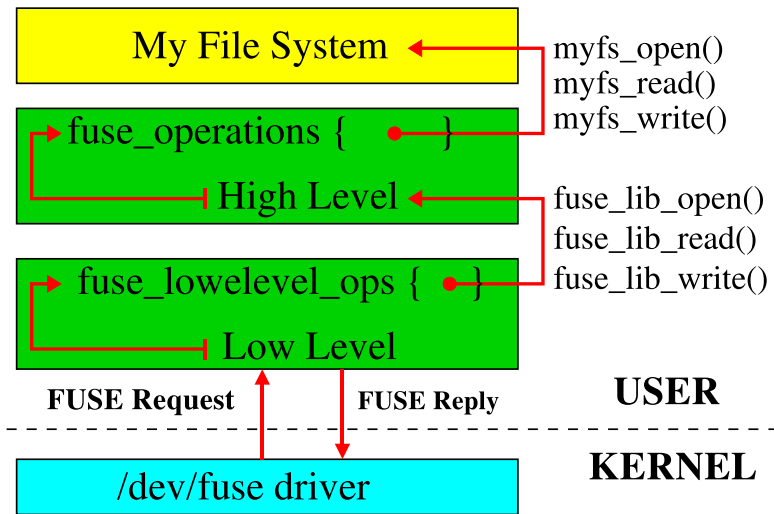 My File System
myfs_open()
myfs_read()
myfs_write()
fuse_operations { }
High Level
fuse_lib_open()
fuse_lib_read()
fuse_lib_write()
fuse_lowelevel_ops { }
Low Level
FUSE Request
FUSE Reply
USER
KERNEL
/dev/fuse driver